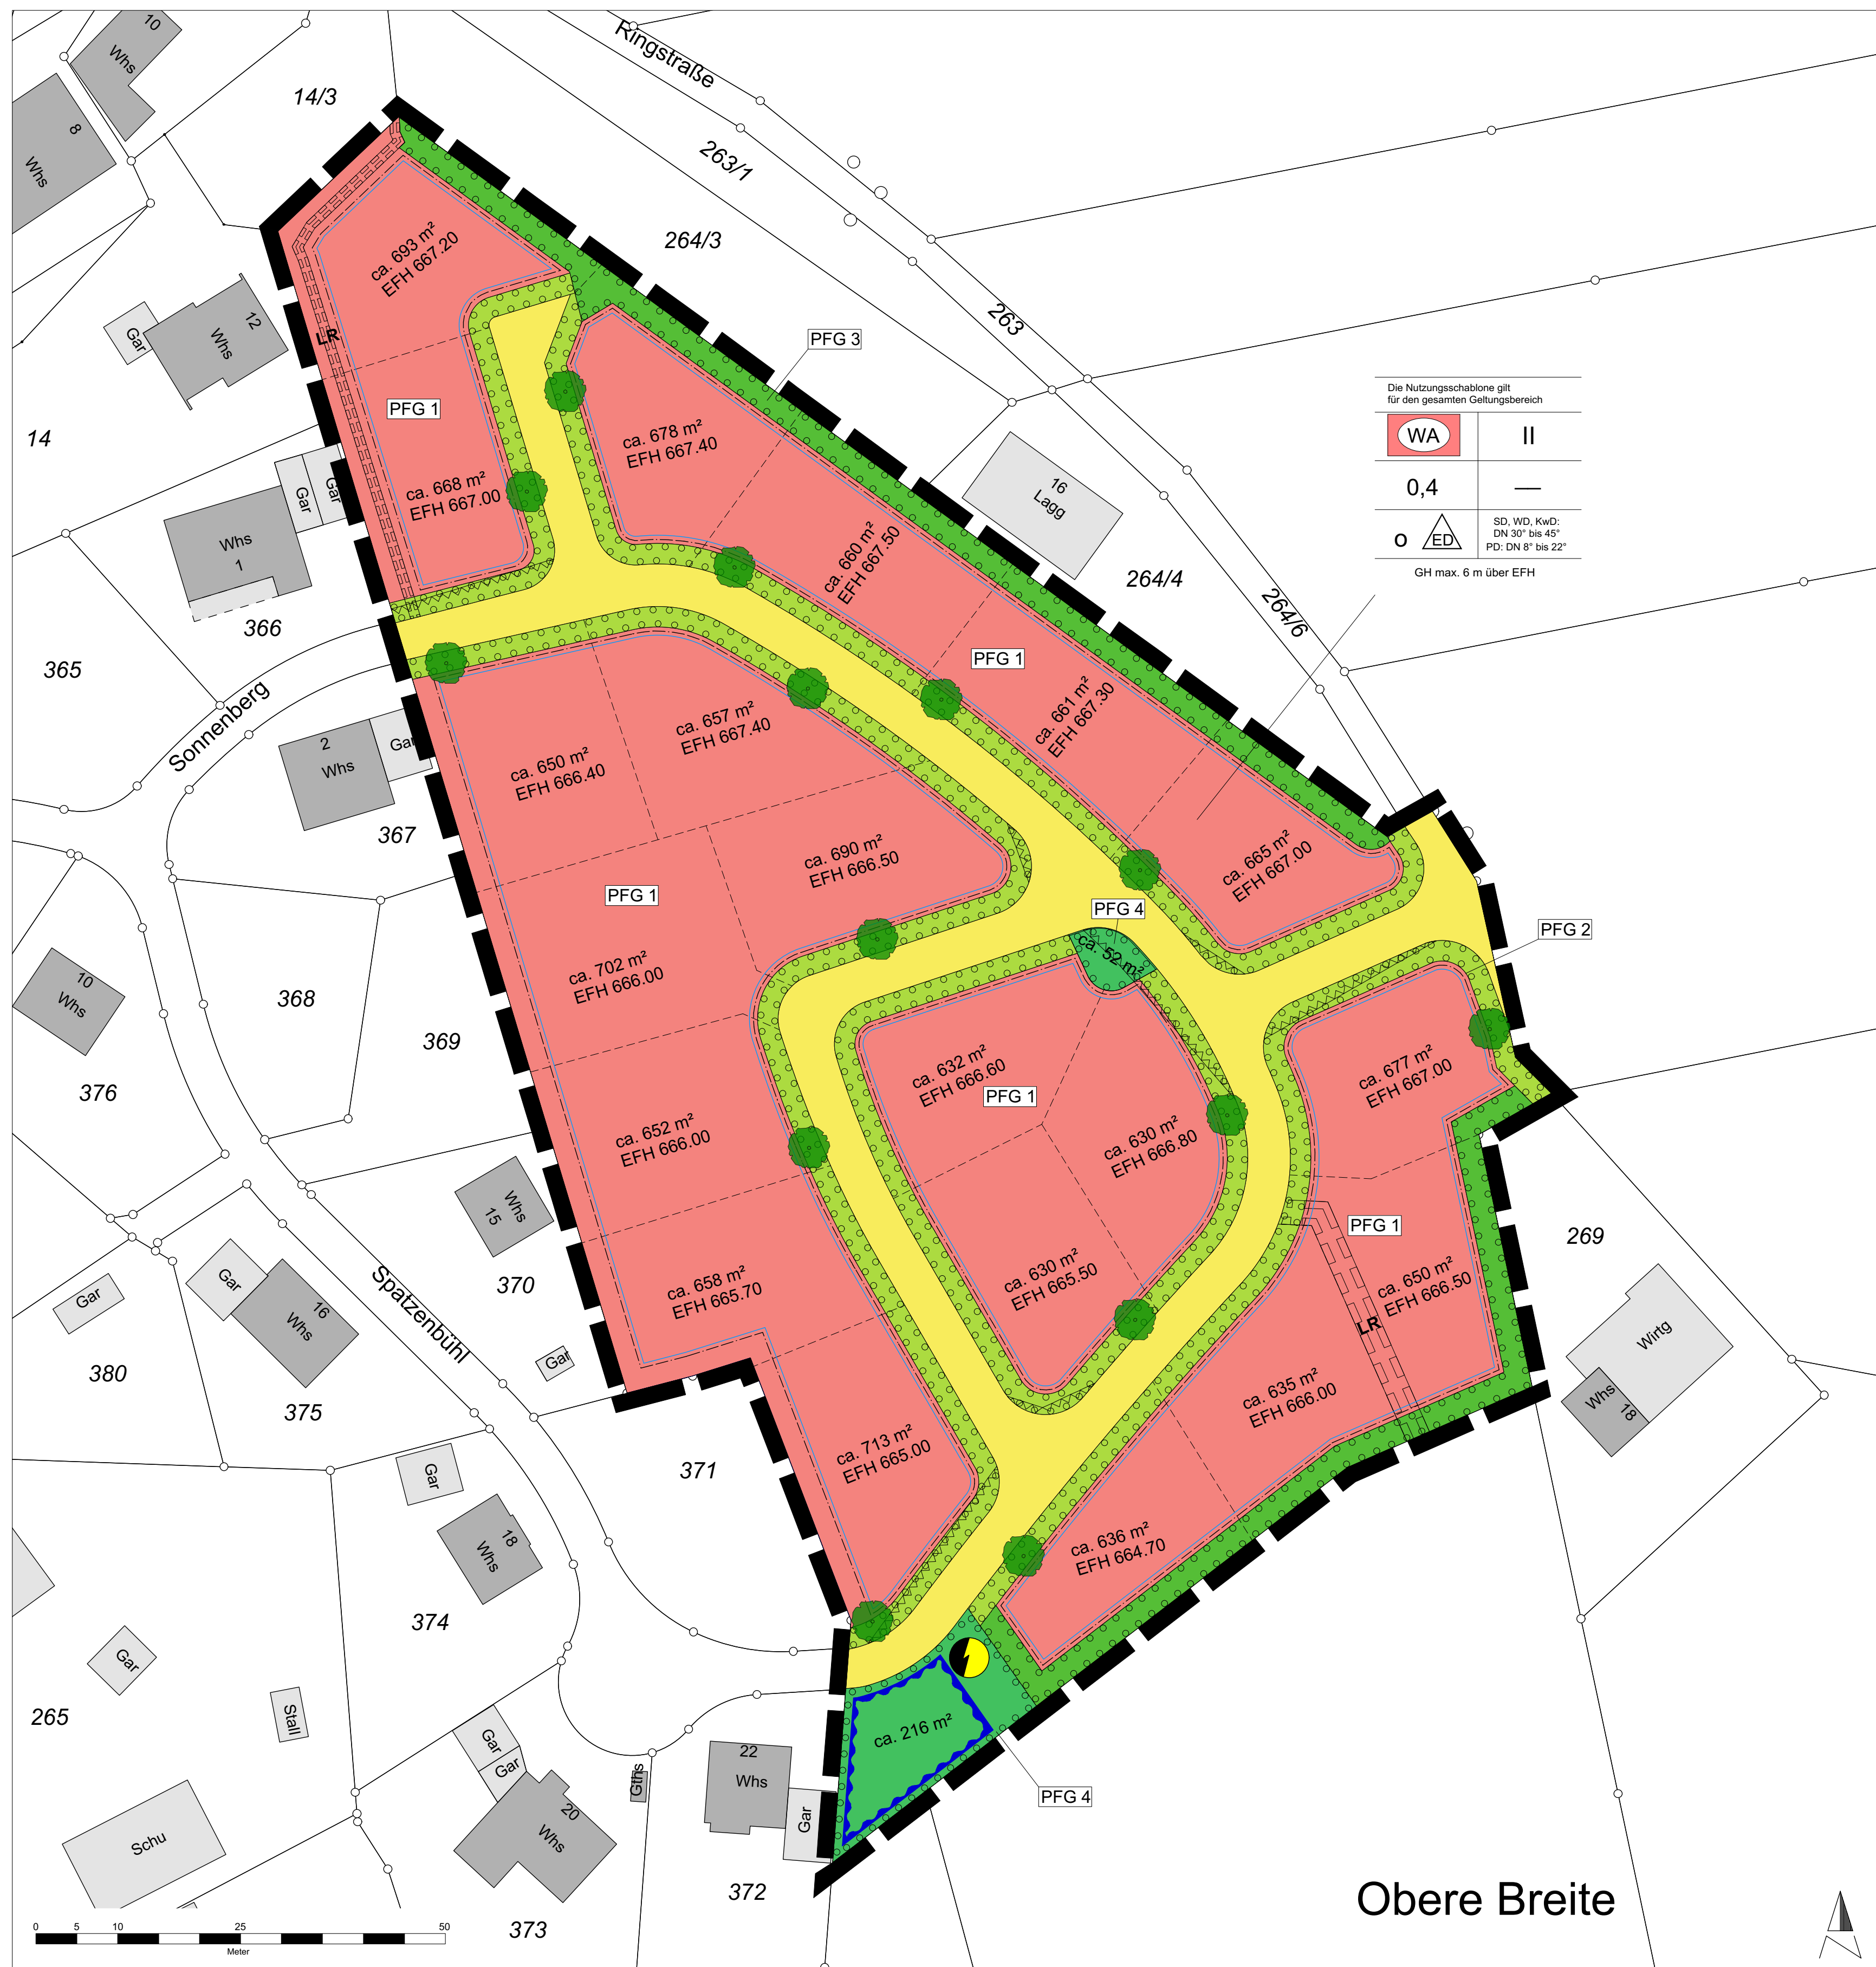 Ringstraße
10
Whs
8
Whs
14/3
263/1
264/3
263
ca. 693 m²
EFH 667.20
12
Whs
Gar
LR
PFG 3
Die Nutzungsschablone gilt
für den gesamten Geltungsbereich
WA
II
0,4
—
o
ED
SD, WD, KwD:
DN 30° bis 45°
PD: DN 8° bis 22°
GH max. 6 m über EFH
14
PFG 1
ca. 678 m²
EFH 667.40
ca. 668 m²
EFH 667.00
Gar
Gar
16
Lagg
Whs
1
ca. 660 m²
EFH 667.50
264/4
264/6
366
365
PFG 1
Sonnenberg
ca. 661 m²
EFH 667.30
2
Whs
Gar
ca. 650 m²
EFH 666.40
ca. 657 m²
EFH 667.40
367
ca. 690 m²
EFH 666.50
ca. 665 m²
EFH 667.00
PFG 1
PFG 4
PFG 2
ca. 52 m²
10
Whs
368
ca. 702 m²
EFH 666.00
369
376
ca. 632 m²
EFH 666.60
PFG 1
ca. 677 m²
EFH 667.00
ca. 652 m²
EFH 666.00
ca. 630 m²
EFH 666.80
Whs
15
PFG 1
269
370
ca. 658 m²
EFH 665.70
ca. 630 m²
EFH 665.50
ca. 650 m²
EFH 666.50
LR
Gar
Gar
16
Whs
Spatzenbühl
Wirtg
Whs
18
380
375
Gar
ca. 635 m²
EFH 666.00
371
ca. 713 m²
EFH 665.00
Gar
18
Whs
ca. 636 m²
EFH 664.70
374
Gar
265
Stall
ca. 216 m²
Gar
Gar
22
Whs
Gths
Gar
PFG 4
20
Whs
Schu
372
373
Obere Breite
0 5 10 25 50
Meter